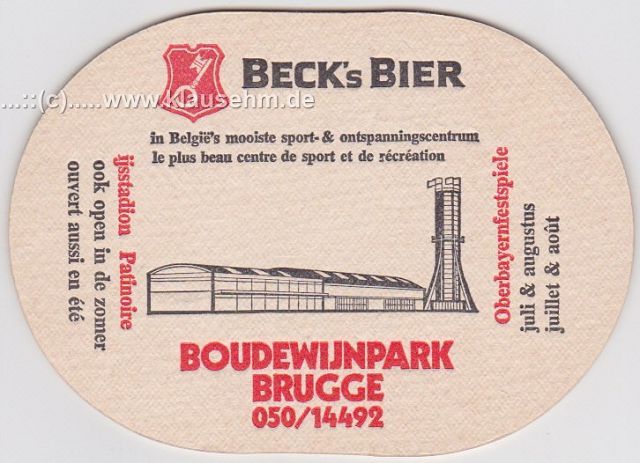 BECK's BIER
...::(c).....www.klausehm.de
in België's mooiste sport- & ontspanningscentrum
le plus beau centre de sport et de récréation
ijsstadion Patinoire
ook open in de zomer
ouvert aussi en été
Oberbayernfestspiele
juli & augustus
juillet & août
BOUDEWIJNPARK
BRUGGE
050/14492